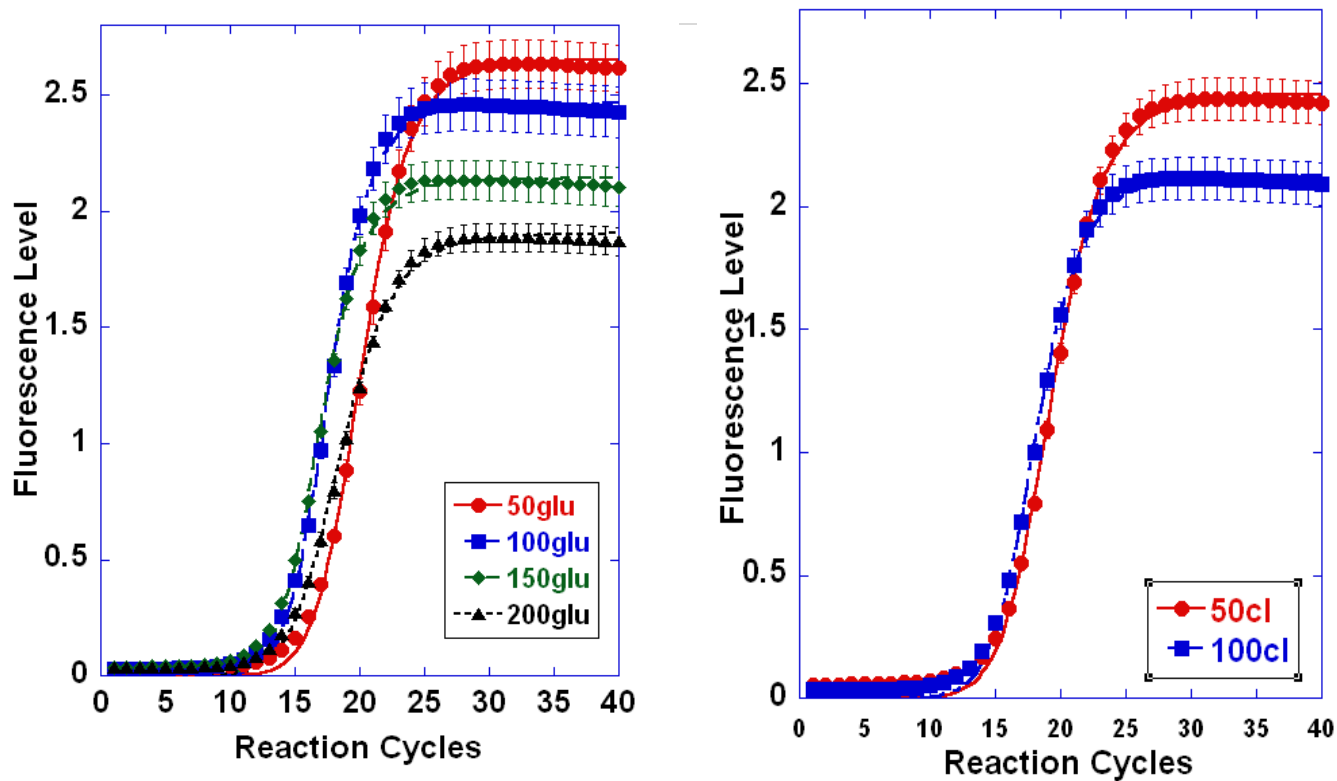 Fluorescence Level
2.5
2
1.5
1
0.5
0
0 5 10 15 20 25 30 35 40
Reaction Cycles
50glu
100glu
150glu
200glu
Fluorescence Level
2.5
2
1.5
1
0.5
0
0 5 10 15 20 25 30 35 40
Reaction Cycles
50cl
100cl